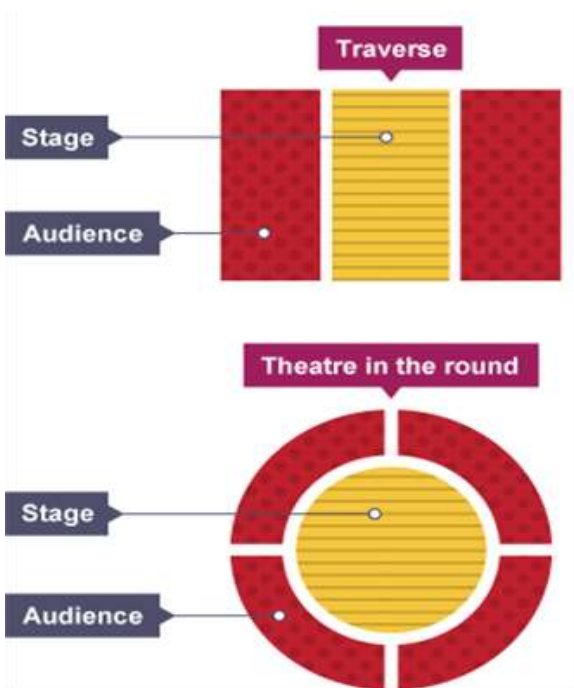 Traverse
Stage
Audience
Theatre in the round
Stage
Audience